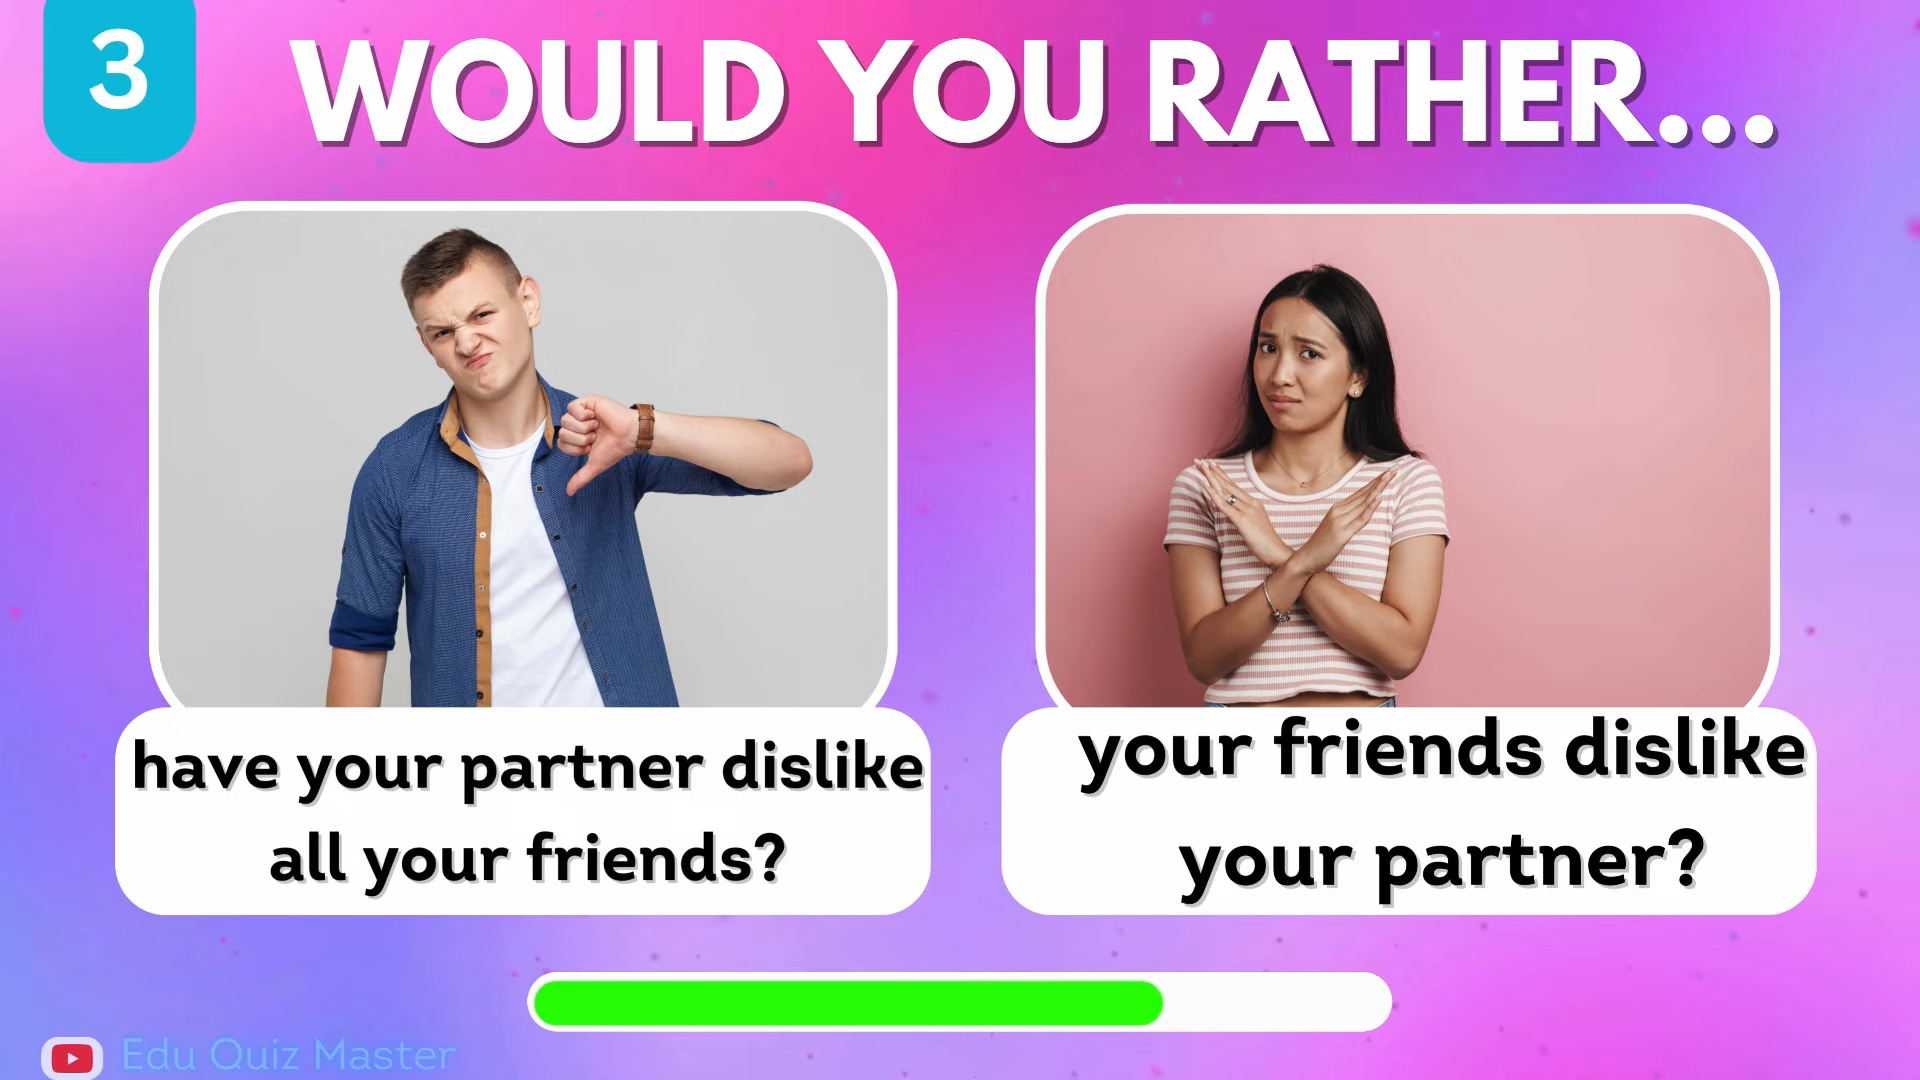 3
WOULD YOU RATHER...
have your partner dislike
all your friends?
your friends dislike
your partner?
Edu Quiz Master